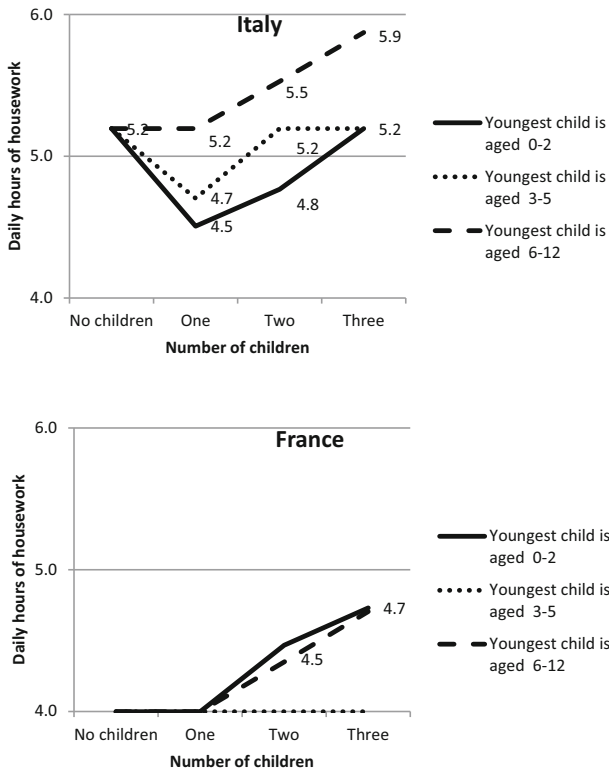 Italy
Daily hours of housework
6.0
5.0
4.0
5.2
5.2
5.5
5.9
4.7
5.2
5.2
4.5
4.8
No children One Two Three
Number of children
Youngest child is
aged 0-2
Youngest child is
aged 3-5
Youngest child is
aged 6-12
France
Daily hours of housework
6.0
5.0
4.0
4.5
4.7
No children One Two Three
Number of children
Youngest child is
aged 0-2
Youngest child is
aged 3-5
Youngest child is
aged 6-12